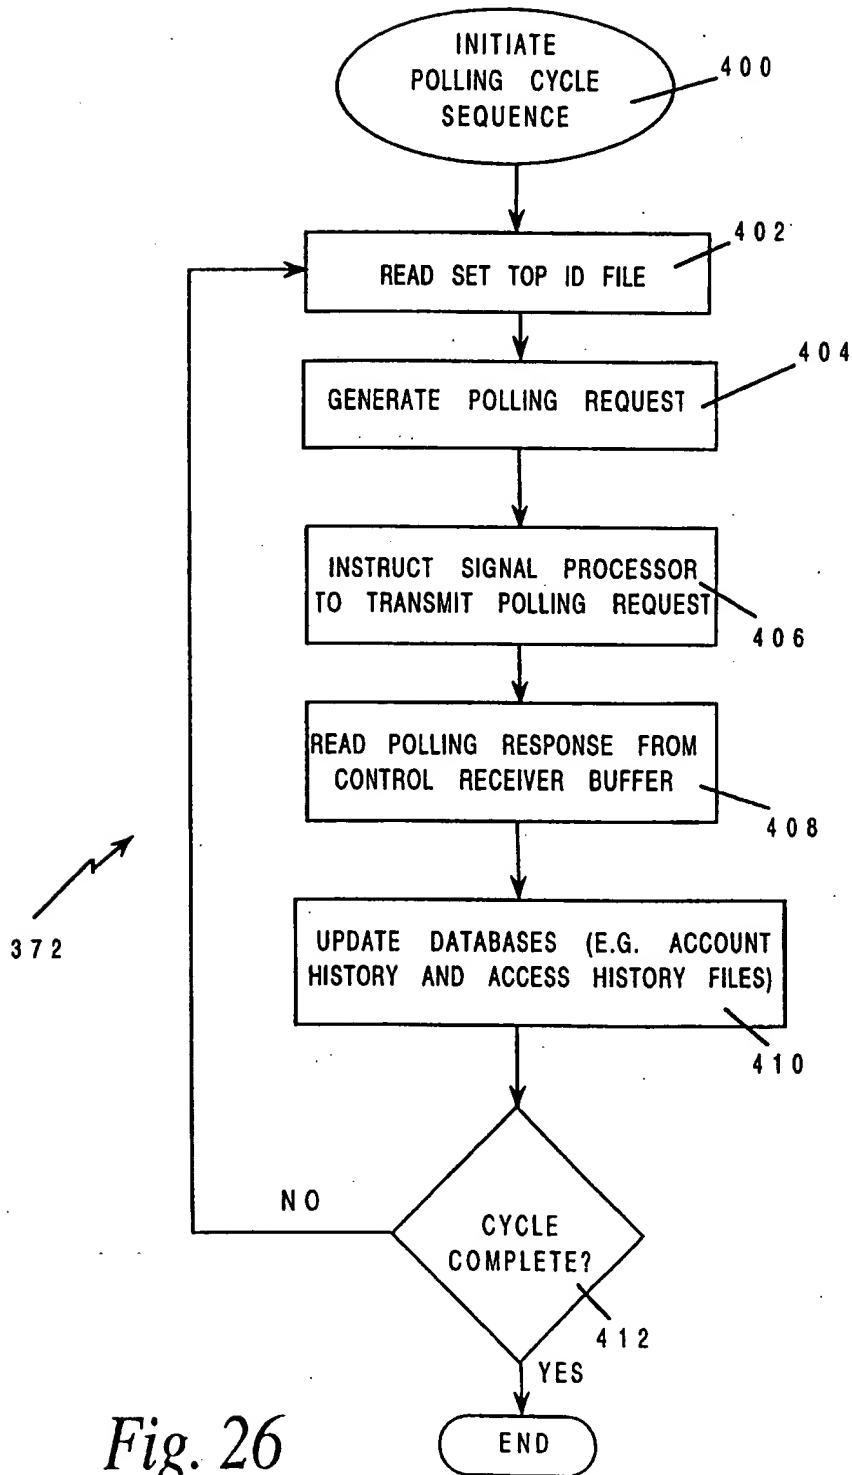 INITIATE
POLLING CYCLE
SEQUENCE
400
402
READ SET TOP ID FILE
404
GENERATE POLLING REQUEST
INSTRUCT SIGNAL PROCESSOR
TO TRANSMIT POLLING REQUEST
406
READ POLLING RESPONSE FROM
CONTROL RECEIVER BUFFER
408
372
UPDATE DATABASES (E.G. ACCOUNT
HISTORY AND ACCESS HISTORY FILES)
410
NO
CYCLE
COMPLETE?
412
YES
END
Fig. 26